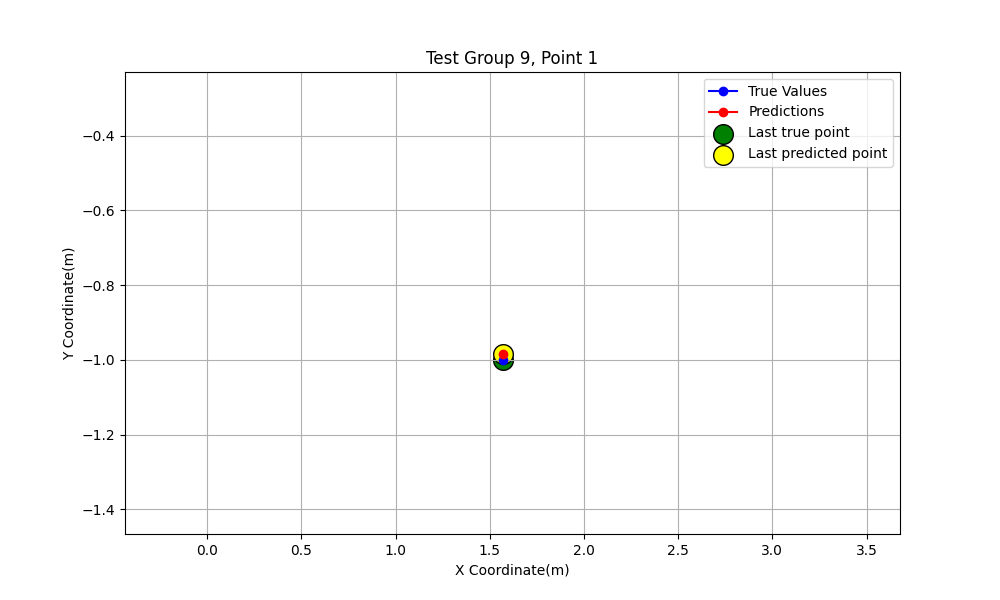 Test Group 9, Point 1
True Values
Predictions
Last true point
Last predicted point
−0.4
−0.6
−0.8
−1.0
−1.2
−1.4
Y Coordinate(m)
0.0 0.5 1.0 1.5 2.0 2.5 3.0 3.5
X Coordinate(m)